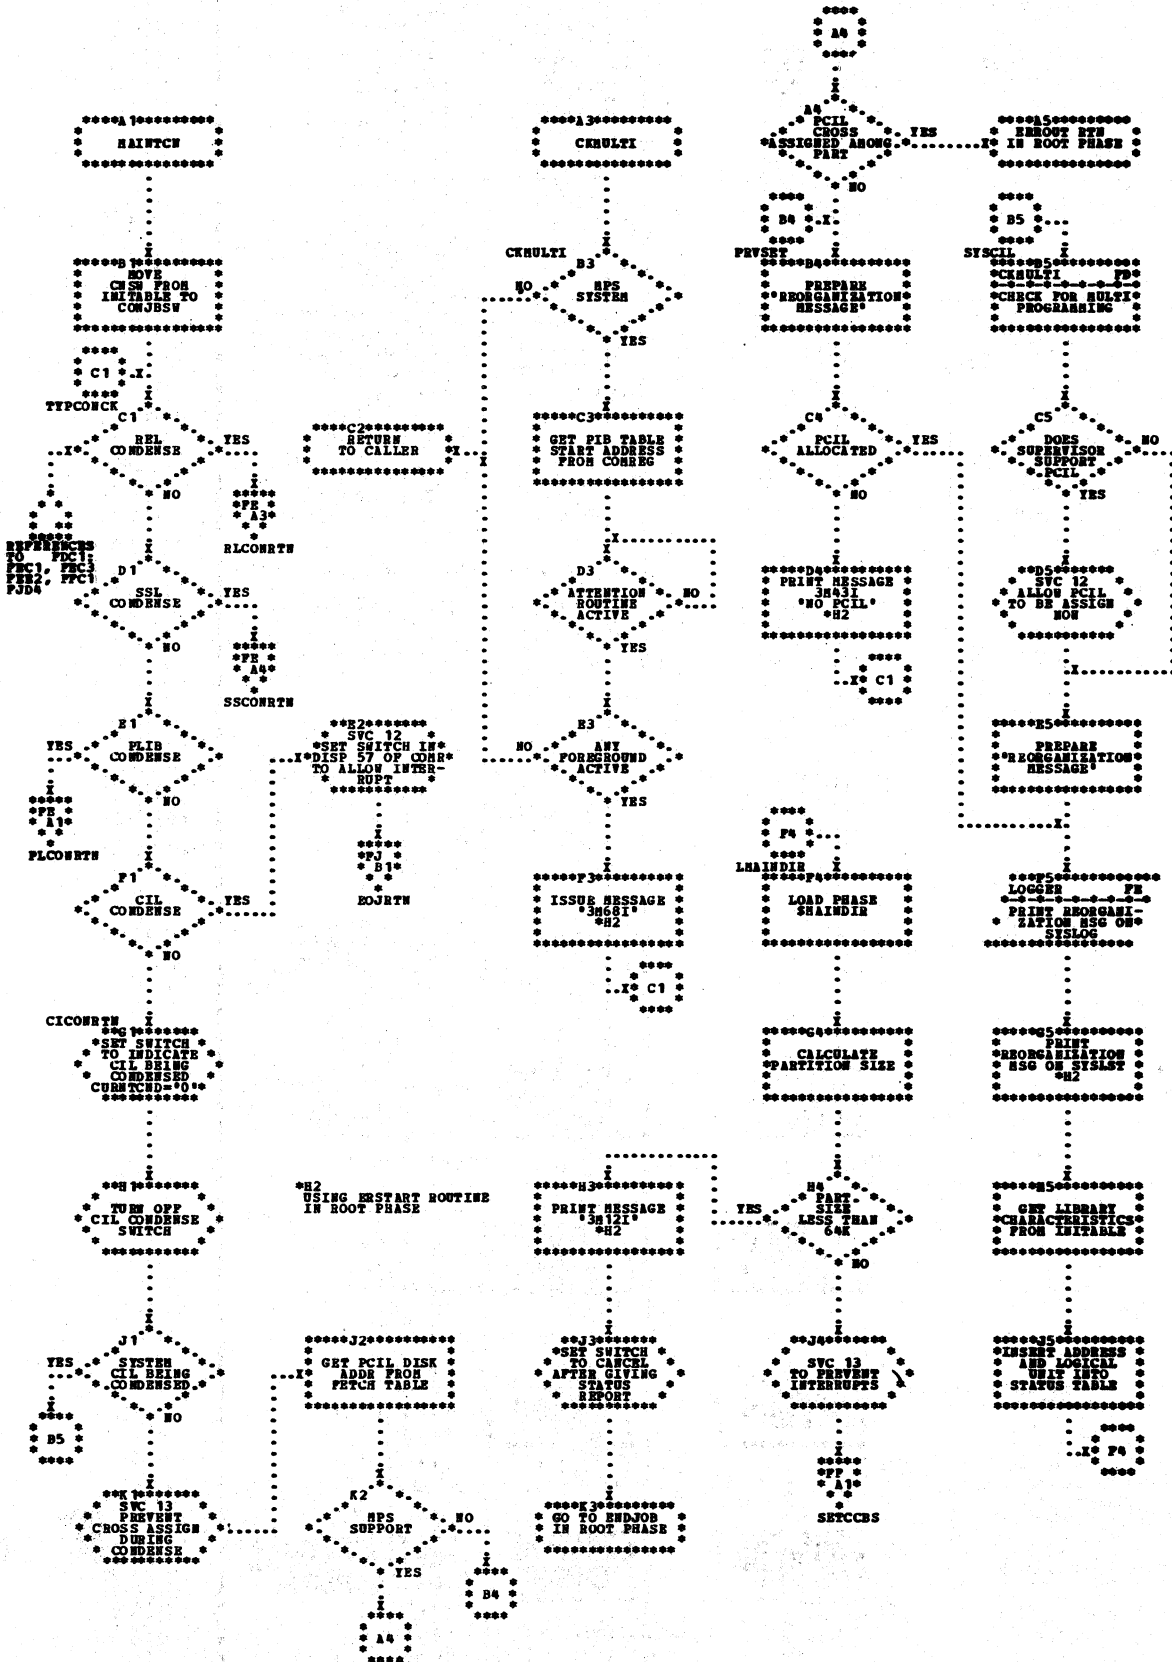 A4
A1
MAINTCN
A3
CKMULTI
A4
PCIL
CROSS
ASSIGNED AMONG
PART
YES
NO
A5
ERROUT RTN
IN ROOT PHASE
B1
MOVE
CNSW FROM
INITABLE TO
COMJBSW
CKMULTI
B3
MPS
SYSTEM
NO
YES
B4
PRVSET
B4
PREPARE
'REORGANIZATION
MESSAGE'
B5
SYSCIL
B5
CKMULTI PD
CHECK FOR MULTI
PROGRAMMING
C1
TYPCONCK
C1
REL
CONDENSE
YES
NO
PE
A3
RLCONRTN
REFERENCES
TO PDC1:
PEC1, PEC3
PEE2, PFC1
PJD4
C2
RETURN
TO CALLER
C3
GET PIB TABLE
START ADDRESS
FROM COMREG
C4
PCIL
ALLOCATED
YES
NO
C5
DOES
SUPERVISOR
SUPPORT
PCIL
NO
YES
D1
SSL
CONDENSE
YES
NO
PE
A4
SSCONRTN
D3
ATTENTION
ROUTINE
ACTIVE
NO
YES
D4
PRINT MESSAGE
3M43I
'NO PCIL'
*H2
C1
D5
SVC 12
ALLOW PCIL
TO BE ASSIGN
NOW
E1
PLIB
CONDENSE
YES
NO
PE
A1
PLCONRTN
E2
SVC 12
SET SWITCH IN
DISP 57 OF COMR
TO ALLOW INTER-
RUPT
PJ
B1
EOJRTN
E3
ANY
FOREGROUND
ACTIVE
NO
YES
E5
PREPARE
'REORGANIZATION
MESSAGE'
F1
CIL
CONDENSE
YES
NO
F3
ISSUE MESSAGE
'3M68I'
*H2
C1
F4
LMAINDIR
F4
LOAD PHASE
$MAINDIR
F5
LOGGER PE
PRINT REORGANI-
ZATION MSG ON
SYSLOG
CICONRTN
G1
SET SWITCH
TO INDICATE
CIL BEING
CONDENSED
CURNTCND='0'
G4
CALCULATE
PARTITION SIZE
G5
PRINT
REORGANIZATION
MSG ON SYSLST
*H2
H1
TURN OFF
CIL CONDENSE
SWITCH
*H2
USING ERSTART ROUTINE
IN ROOT PHASE
H3
PRINT MESSAGE
'3M12I'
*H2
H4
PART
SIZE
LESS THAN
64K
YES
NO
H5
GET LIBRARY
CHARACTERISTICS
FROM INITABLE
J1
SYSTEM
CIL BEING
CONDENSED
YES
NO
B5
J2
GET PCIL DISK
ADDR FROM
FETCH TABLE
J3
SET SWITCH
TO CANCEL
AFTER GIVING
STATUS
REPORT
J4
SVC 13
TO PREVENT
INTERRUPTS
J5
INSERT ADDRESS
AND LOGICAL
UNIT INTO
STATUS TABLE
F4
K1
SVC 13
PREVENT
CROSS ASSIGN
DURING
CONDENSE
K2
MPS
SUPPORT
NO
YES
B4
A4
K3
GO TO ENDJOB
IN ROOT PHASE
PF
A1
SETCCBS